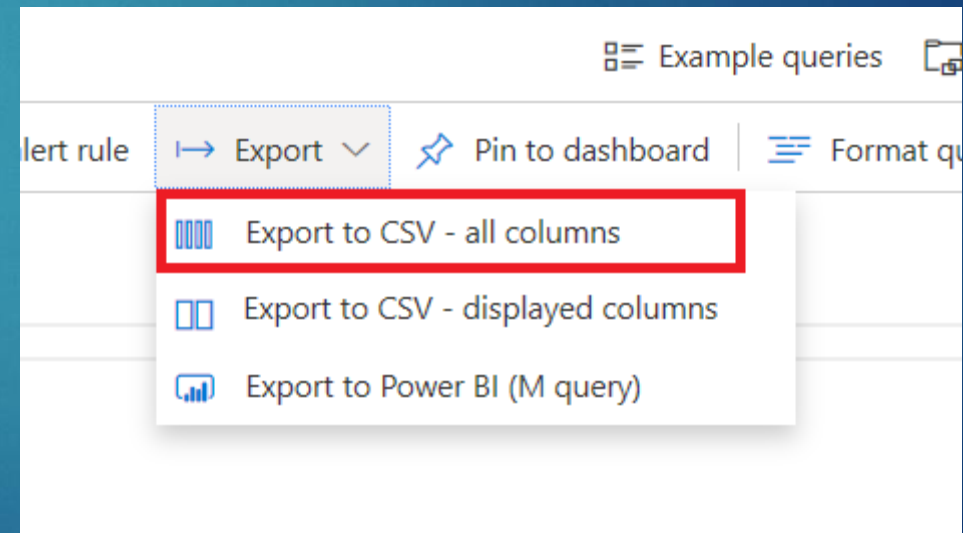 Example queries
lert rule Export Pin to dashboard Format qu
Export to CSV - all columns
Export to CSV - displayed columns
Export to Power BI (M query)